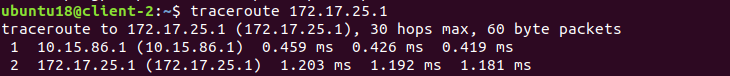 ubuntu18@client-2:~$ traceroute 172.17.25.1
traceroute to 172.17.25.1 (172.17.25.1), 30 hops max, 60 byte packets
 1  10.15.86.1 (10.15.86.1)  0.459 ms  0.426 ms  0.419 ms
 2  172.17.25.1 (172.17.25.1)  1.203 ms  1.192 ms  1.181 ms